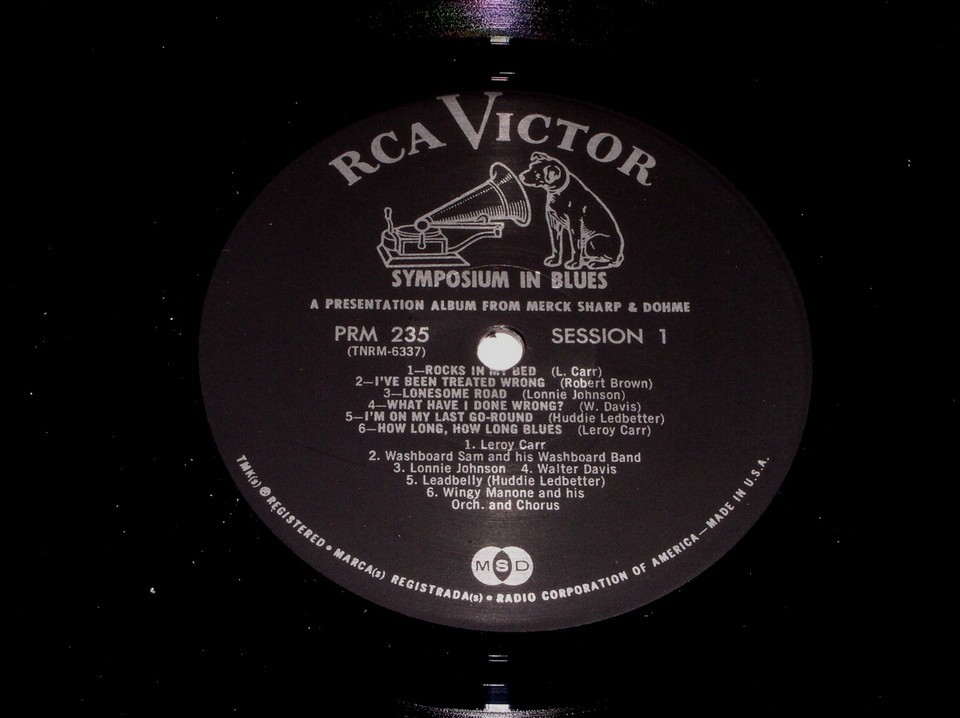 RCA VICTOR
SYMPOSIUM IN BLUES
A PRESENTATION ALBUM FROM MERCK SHARP & DOHME
PRM 235 SESSION 1
(TNRM-6337)
1—ROCKS IN MY BED (L. Carr)
2—I'VE BEEN TREATED WRONG (Robert Brown)
3—LONESOME ROAD (Lonnie Johnson)
4—WHAT HAVE I DONE WRONG? (W. Davis)
5—I'M ON MY LAST GO-ROUND (Huddie Ledbetter)
6—HOW LONG, HOW LONG BLUES (Leroy Carr)
1. Leroy Carr
2. Washboard Sam and his Washboard Band
3. Lonnie Johnson 4. Walter Davis
5. Leadbelly (Huddie Ledbetter)
6. Wingy Manone and his
Orch. and Chorus
MSD
TMK(s) ® REGISTERED • MARCA(s) REGISTRADA(s) • RADIO CORPORATION OF AMERICA—MADE IN U.S.A.